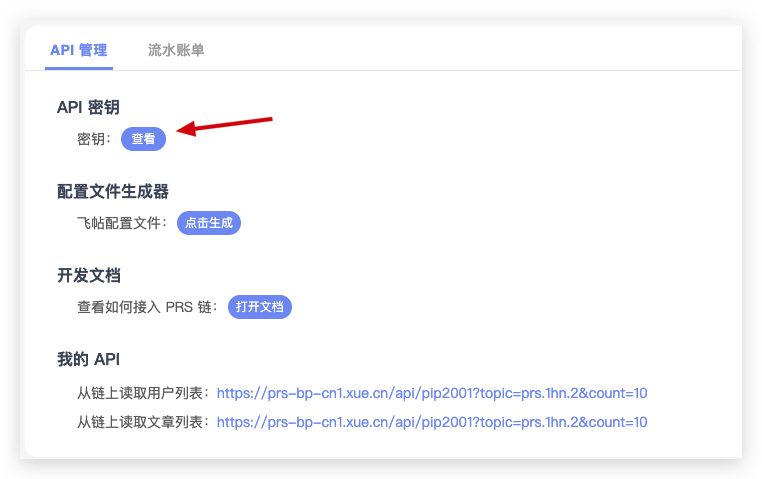 API 管理 流水账单
API 密钥
密钥： 查看
配置文件生成器
飞帖配置文件： 点击生成
开发文档
查看如何接入 PRS 链： 打开文档
我的 API
从链上读取用户列表： https://prs-bp-cn1.xue.cn/api/pip2001?topic=prs.1hn.2&count=10
从链上读取文章列表： https://prs-bp-cn1.xue.cn/api/pip2001?topic=prs.1hn.2&count=10